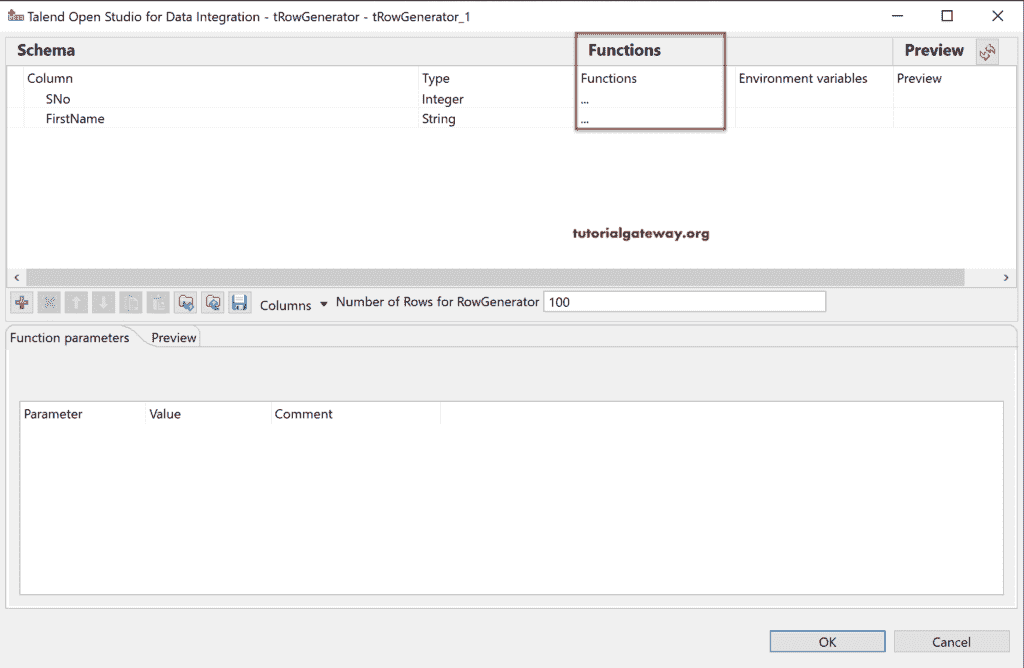 Talend Open Studio for Data Integration - tRowGenerator - tRowGenerator_1
Schema Functions Preview
Column Type Functions Environment variables Preview
SNo Integer ...
FirstName String ...
tutorialgateway.org
Columns Number of Rows for RowGenerator 100
Function parameters Preview
Parameter Value Comment
OK Cancel